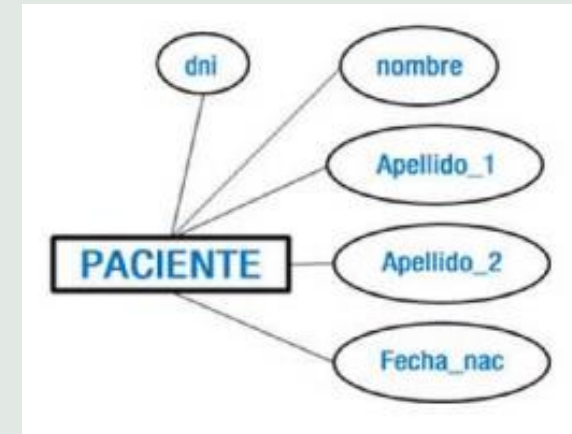 dni
nombre
Apellido_1
PACIENTE
Apellido_2
Fecha_nac